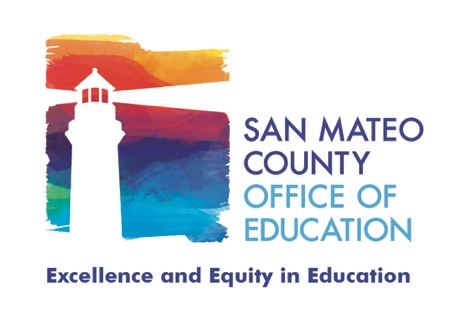 SAN MATEO
COUNTY
OFFICE OF
EDUCATION
Excellence and Equity in Education